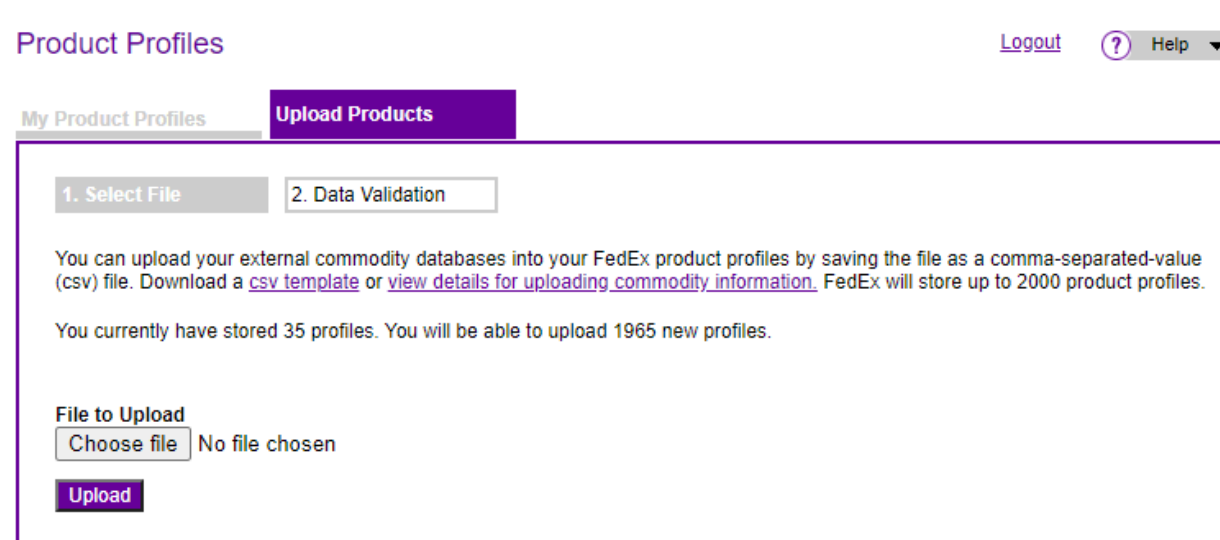 Product Profiles
Logout
? Help
My Product Profiles
Upload Products
1. Select File
2. Data Validation
You can upload your external commodity databases into your FedEx product profiles by saving the file as a comma-separated-value
(csv) file. Download a csv template or view details for uploading commodity information. FedEx will store up to 2000 product profiles.
You currently have stored 35 profiles. You will be able to upload 1965 new profiles.
File to Upload
Choose file No file chosen
Upload